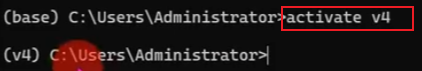 (base) C:\Users\Administrator>activate v4
(v4) C:\Users\Administrator>